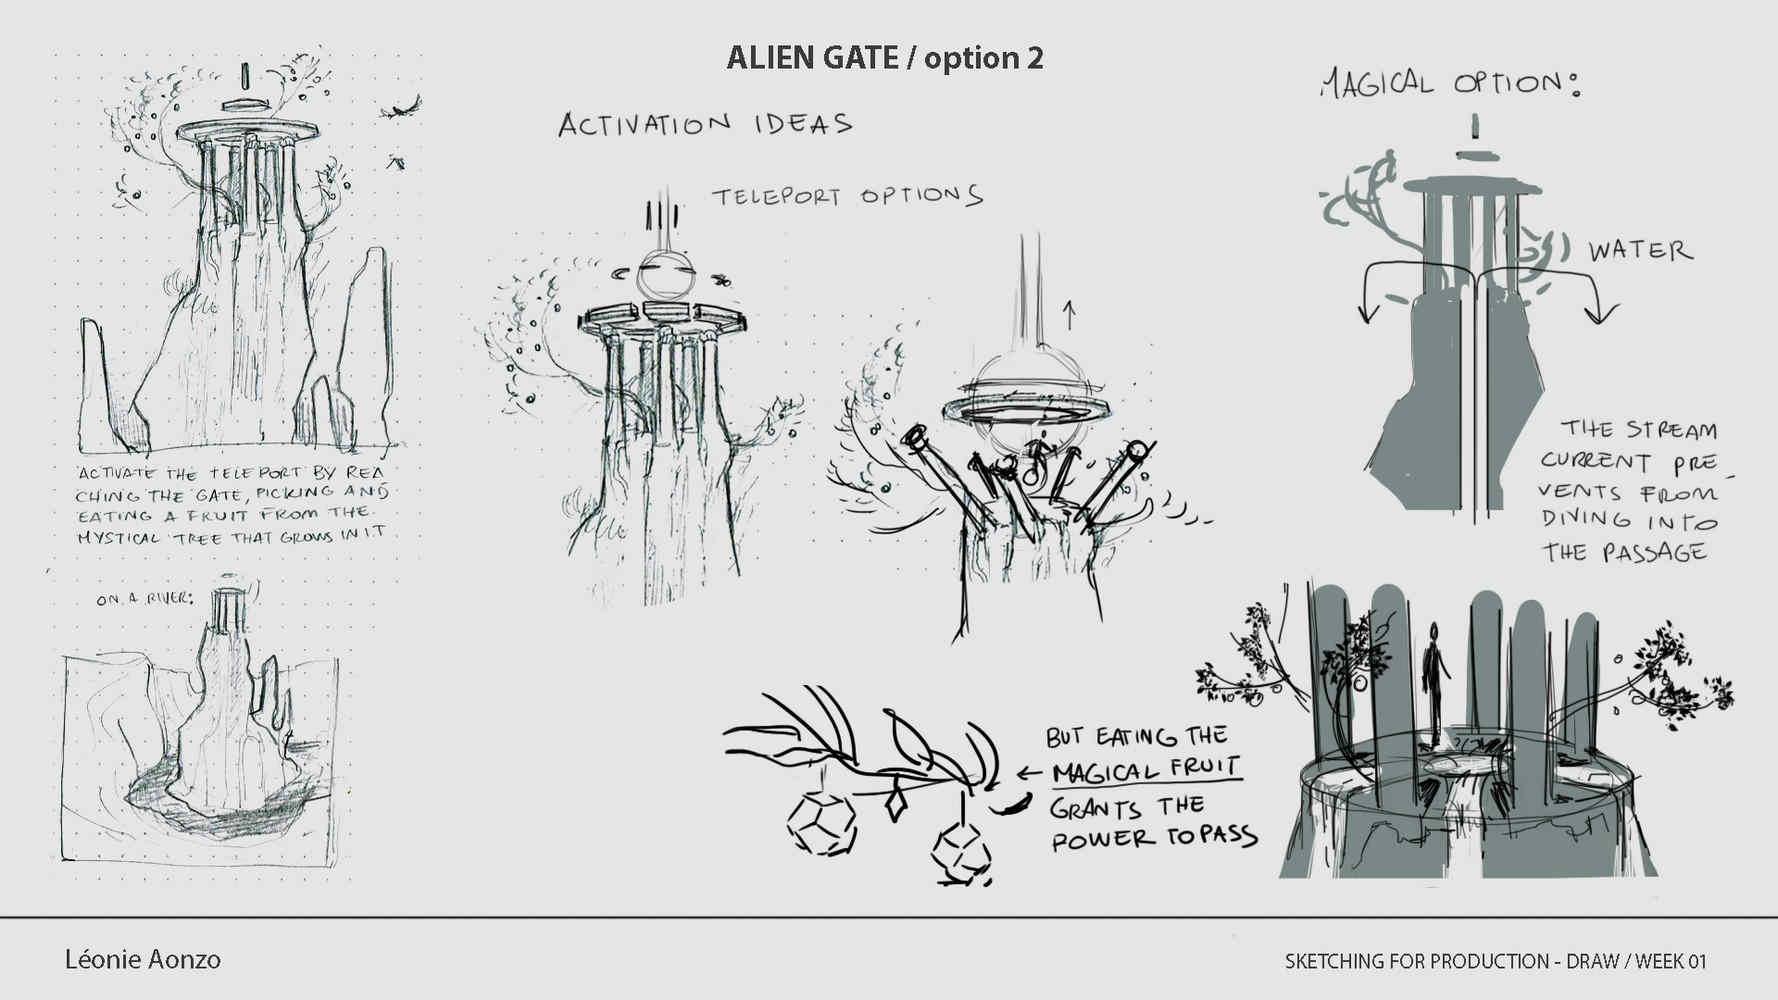 ALIEN GATE / option 2
ACTIVATION IDEAS
TELEPORT OPTIONS
ACTIVATE THE TELEPORT BY REA
CHING THE GATE, PICKING AND
EATING A FRUIT FROM THE
MYSTICAL TREE THAT GROWS IN IT
ON A RIVER:
MAGICAL OPTION:
WATER
THE STREAM
CURRENT PRE-
VENTS FROM
DIVING INTO
THE PASSAGE
BUT EATING THE
MAGICAL FRUIT
GRANTS THE
POWER TO PASS
Léonie Aonzo
SKETCHING FOR PRODUCTION - DRAW / WEEK 01